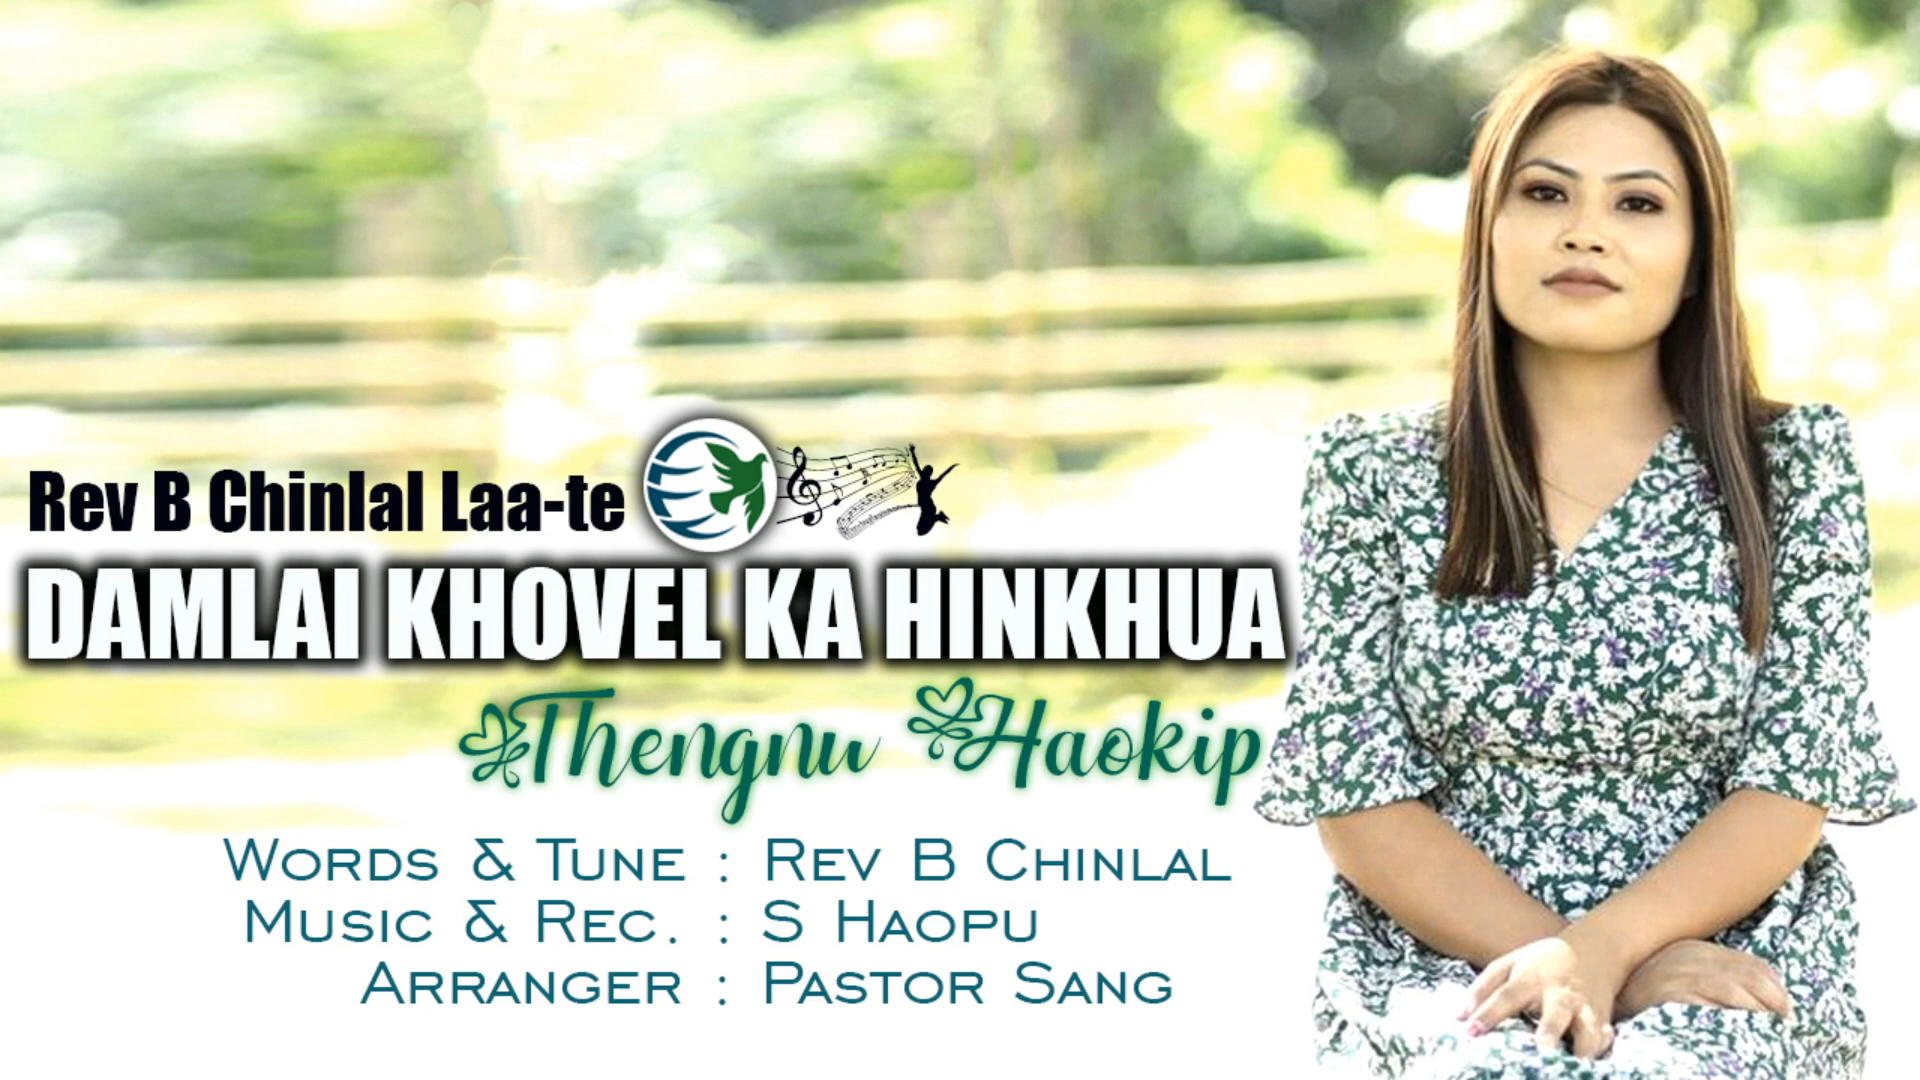 Rev B Chinlal Laa-te
DAMLAI KHOVEL KA HINKHUA
Thengnu Haokip
Words & Tune : Rev B Chinlal
Music & Rec. : S Haopu
Arranger : Pastor Sang